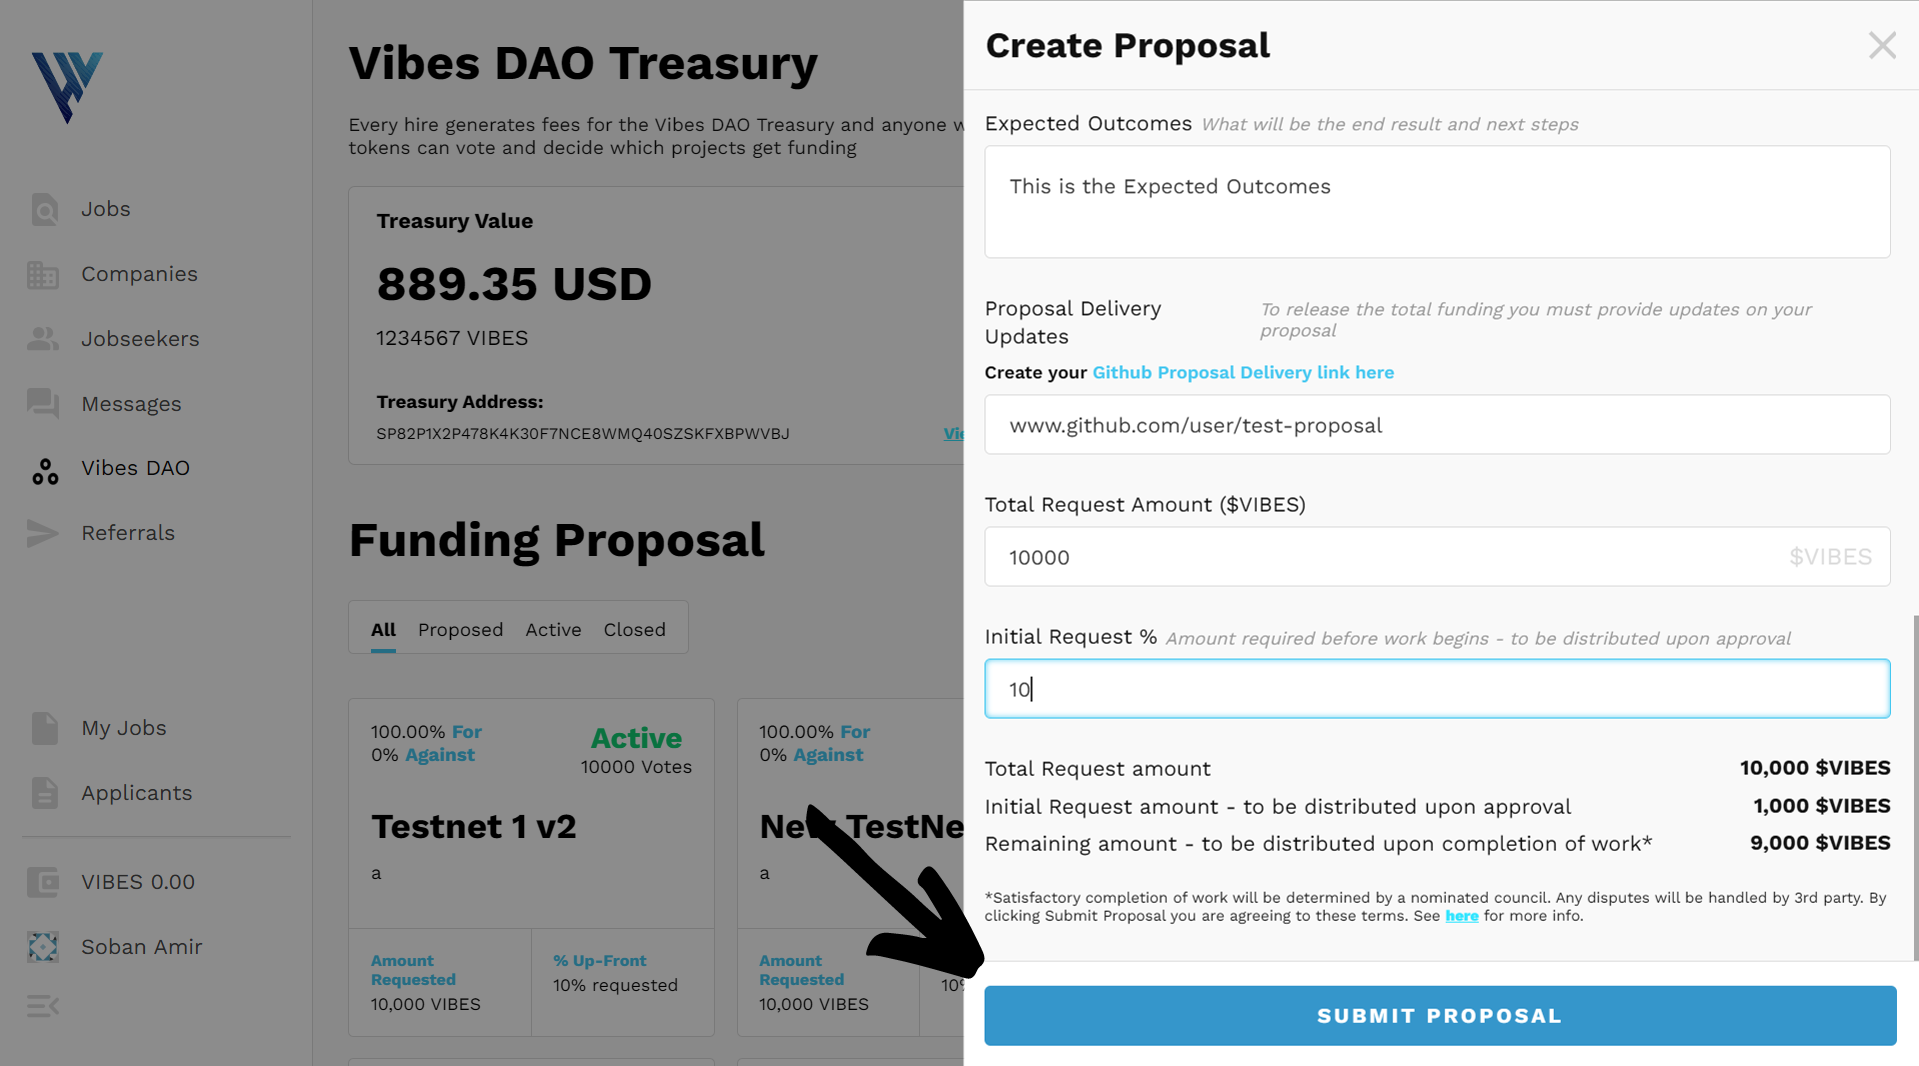 Jobs
Companies
Jobseekers
Messages
Vibes DAO
Referrals
My Jobs
Applicants
VIBES 0.00
Soban Amir
Vibes DAO Treasury
Every hire generates fees for the Vibes DAO Treasury and anyone w
tokens can vote and decide which projects get funding
Treasury Value
889.35 USD
1234567 VIBES
Treasury Address:
SP82P1X2P478K4K30F7NCE8WMQ40SZSKFXBPWVBJ
Vie
Funding Proposal
All Proposed Active Closed
100.00% For
0% Against
Active
10000 Votes
Testnet 1 v2
a
Amount
Requested
10,000 VIBES
% Up-Front
10% requested
100.00% For
0% Against
New TestNe
a
Amount
Requested
10,000 VIBES
10%
Create Proposal
Expected Outcomes What will be the end result and next steps
This is the Expected Outcomes
Proposal Delivery
Updates
To release the total funding you must provide updates on your
proposal
Create your Github Proposal Delivery link here
www.github.com/user/test-proposal
Total Request Amount ($VIBES)
10000 $VIBES
Initial Request % Amount required before work begins - to be distributed upon approval
10
Total Request amount 10,000 $VIBES
Initial Request amount - to be distributed upon approval 1,000 $VIBES
Remaining amount - to be distributed upon completion of work* 9,000 $VIBES
*Satisfactory completion of work will be determined by a nominated council. Any disputes will be handled by 3rd party. By
clicking Submit Proposal you are agreeing to these terms. See here for more info.
SUBMIT PROPOSAL